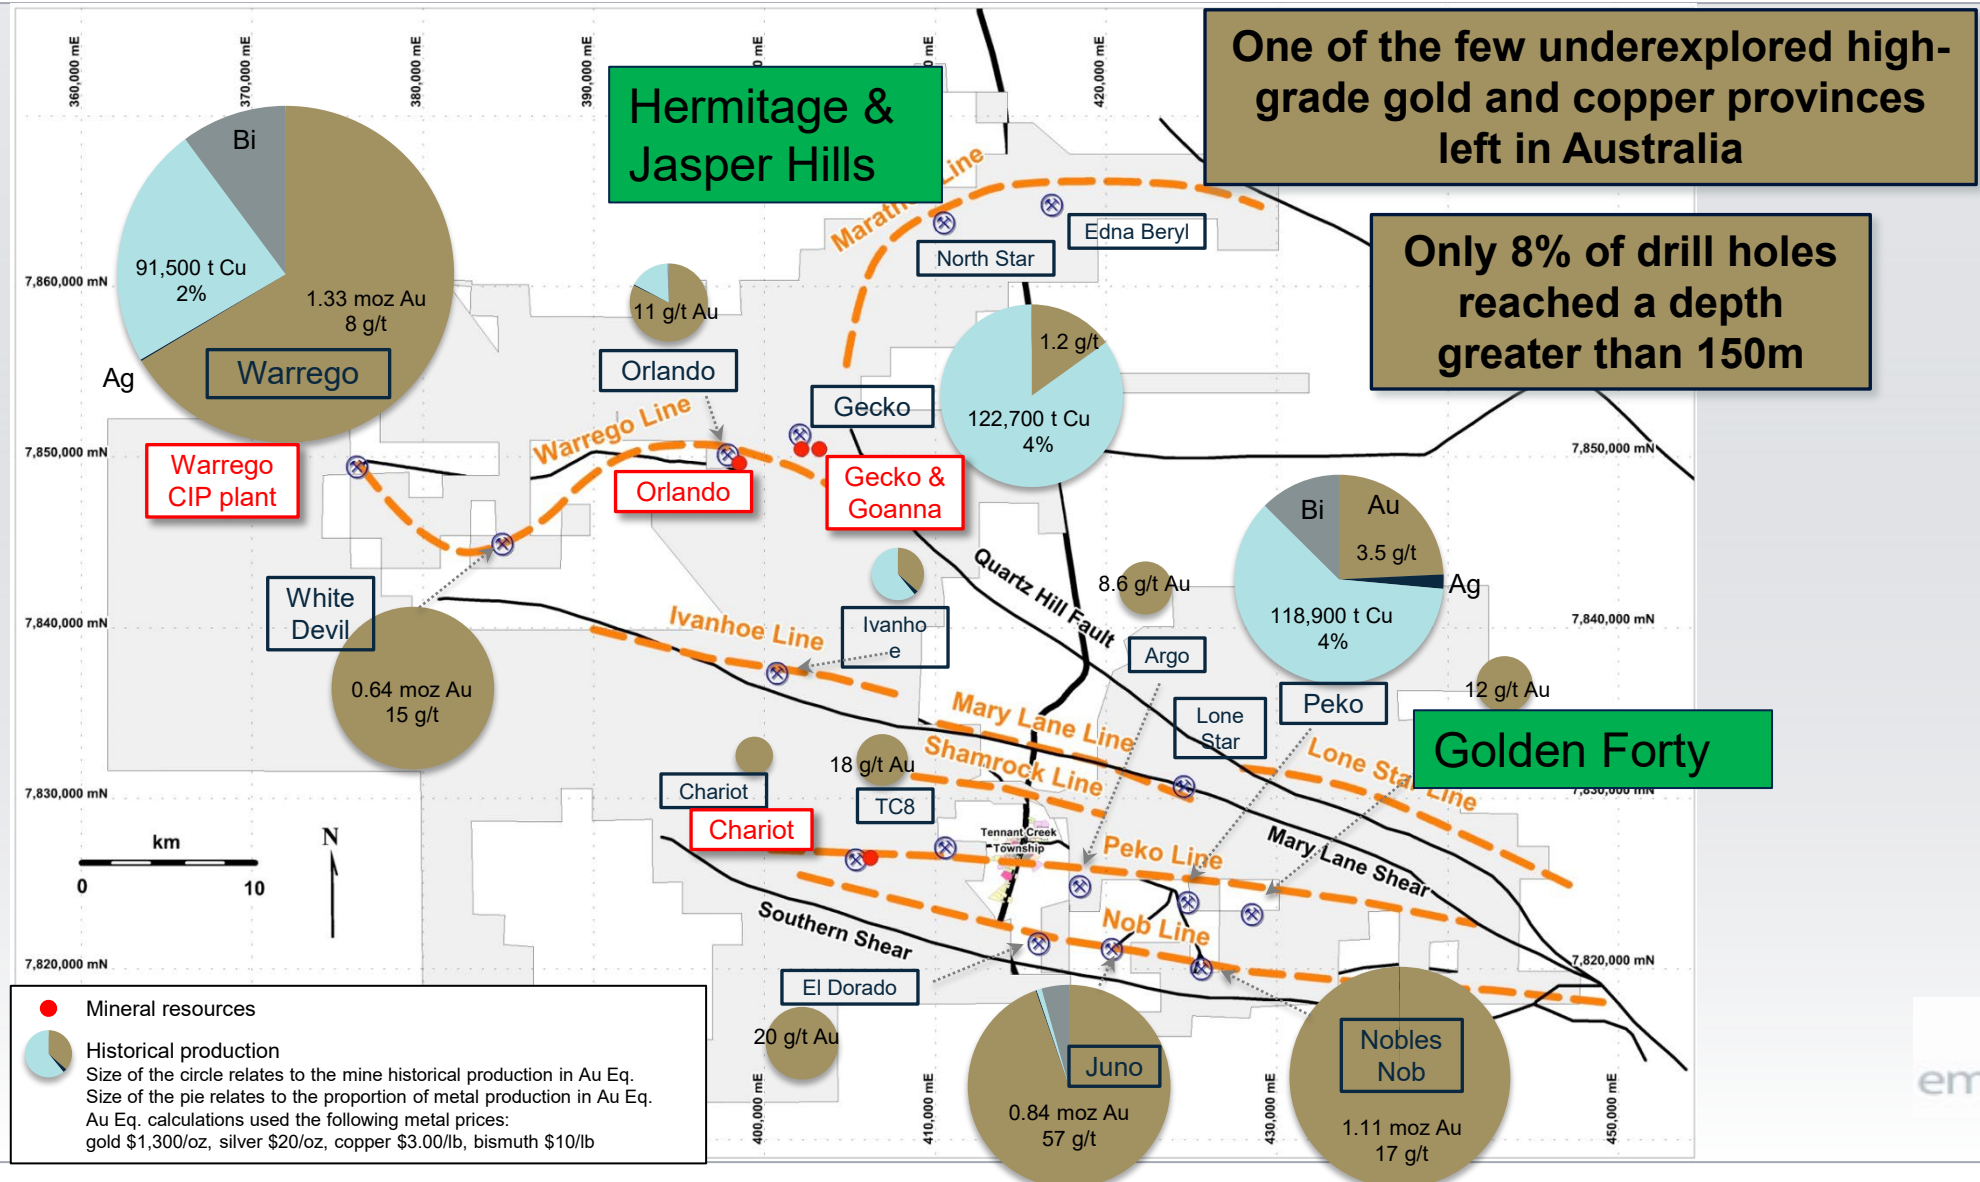 360,000 mE
370,000 mE
380,000 mE
390,000 mE
420,000 mE
One of the few underexplored high-
grade gold and copper provinces
left in Australia
Only 8% of drill holes
reached a depth
greater than 150m
Hermitage &
Jasper Hills
Line
Edna Beryl
North Star
7,860,000 mN
Bi
91,500 t Cu
2%
1.33 moz Au
8 g/t
Warrego
Ag
11 g/t Au
Orlando
Gecko
1.2 g/t
122,700 t Cu
4%
7,850,000 mN
7,850,000 mN
Warrego Line
Warrego
CIP plant
Orlando
Gecko &
Goanna
Quartz Hill Fault
8.6 g/t Au
Bi
Au
3.5 g/t
Ag
118,900 t Cu
4%
7,840,000 mN
7,840,000 mN
White
Devil
0.64 moz Au
15 g/t
Ivanhoe Line
Ivanho
e
Argo
Lone
Star
Peko
12 g/t Au
Golden Forty
Mary Lane Line
Shamrock Line
Line
18 g/t Au
TC8
Chariot
Chariot
7,830,000 mN
7,830,000 mN
Tennant Creek
Township
Peko Line
Mary Lane Shear
Nob Line
Southern Shear
km
0
10
N
7,820,000 mN
7,820,000 mN
El Dorado
20 g/t Au
Juno
0.84 moz Au
57 g/t
Nobles
Nob
1.11 moz Au
17 g/t
400,000 mE
410,000 mE
430,000 mE
450,000 mE
Mineral resources
Historical production
Size of the circle relates to the mine historical production in Au Eq.
Size of the pie relates to the proportion of metal production in Au Eq.
Au Eq. calculations used the following metal prices:
gold $1,300/oz, silver $20/oz, copper $3.00/lb, bismuth $10/lb